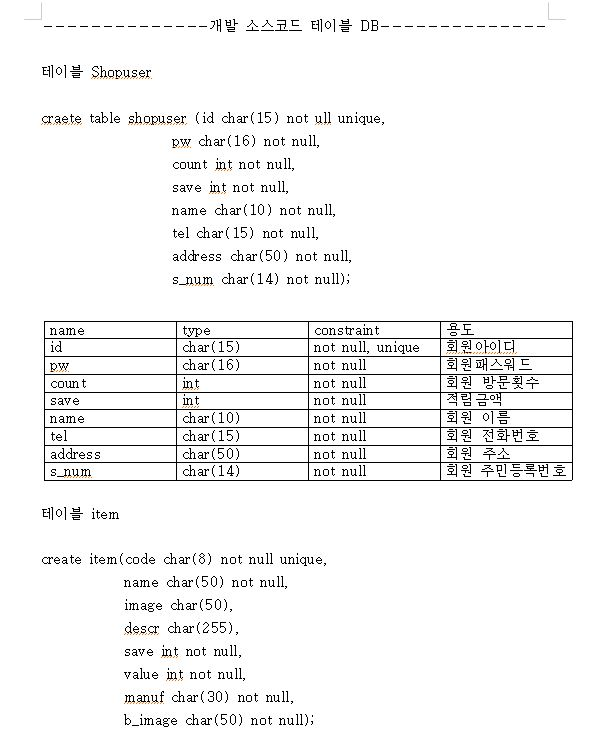 --------------개발 소스코드 테이블 DB--------------
테이블 Shopuser
craete table shopuser (id char(15) not ull unique,
pw char(16) not null,
count int not null,
save int not null,
name char(10) not null,
tel char(15) not null,
address char(50) not null,
s_num char(14) not null);
name type constraint 용도
id char(15) not null, unique 회원아이디
pw char(16) not null 회원패스워드
count int not null 회원 방문횟수
save int not null 적림금액
name char(10) not null 회원 이름
tel char(15) not null 회원 전화번호
address char(50) not null 회원 주소
s_num char(14) not null 회원 주민등록번호
테이블 item
create item(code char(8) not null unique,
name char(50) not null,
image char(50),
descr char(255),
save int not null,
value int not null,
manuf char(30) not null,
b_image char(50) not null);